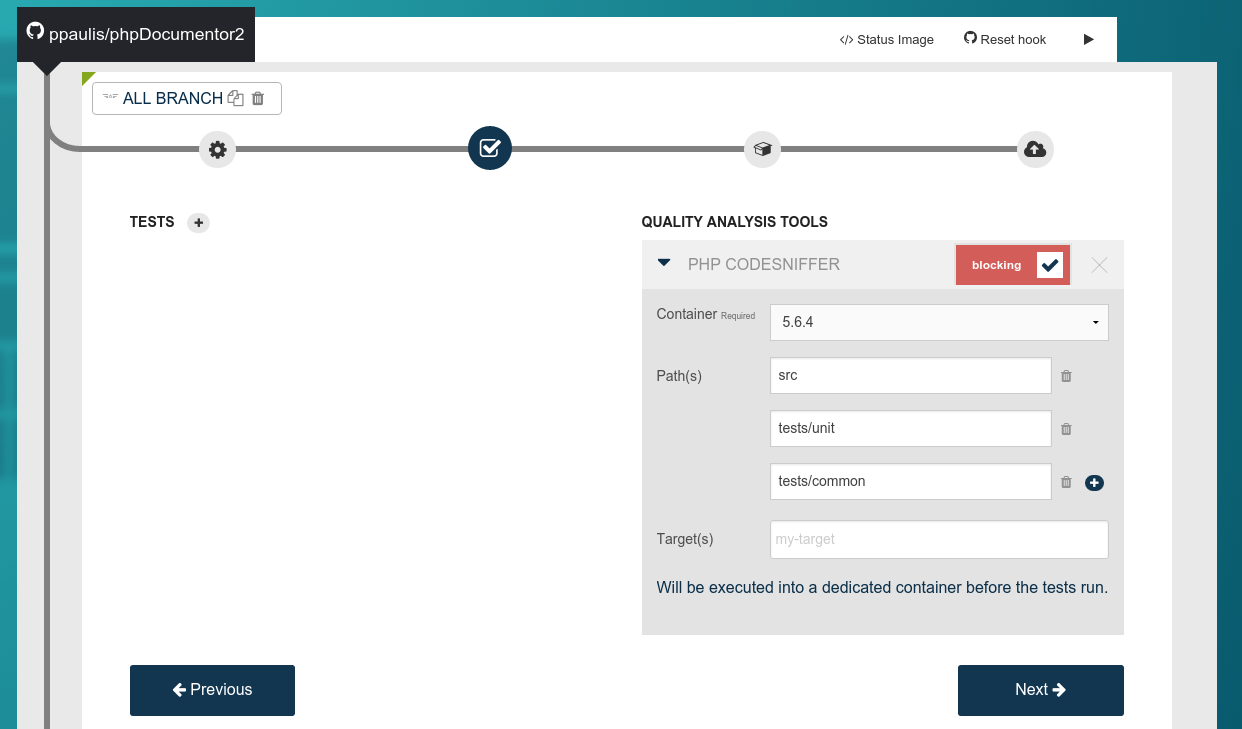 ppaulis/phpDocumentor2
</> Status Image
Reset hook
ALL BRANCH
TESTS
QUALITY ANALYSIS TOOLS
PHP CODESNIFFER
blocking
Container Required
5.6.4
Path(s)
src
tests/unit
tests/common
Target(s)
my-target
Will be executed into a dedicated container before the tests run.
Previous
Next